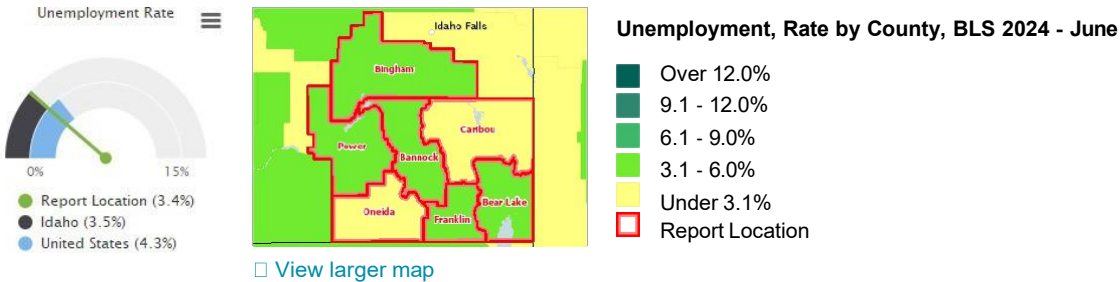 Unemployment Rate
0%
15%
Report Location (3.4%)
Idaho (3.5%)
United States (4.3%)
Idaho Falls
Bingham
Caribou
Power
Bannock
Bear Lake
Oneida
Franklin
View larger map
Unemployment, Rate by County, BLS 2024 - June
Over 12.0%
9.1 - 12.0%
6.1 - 9.0%
3.1 - 6.0%
Under 3.1%
Report Location